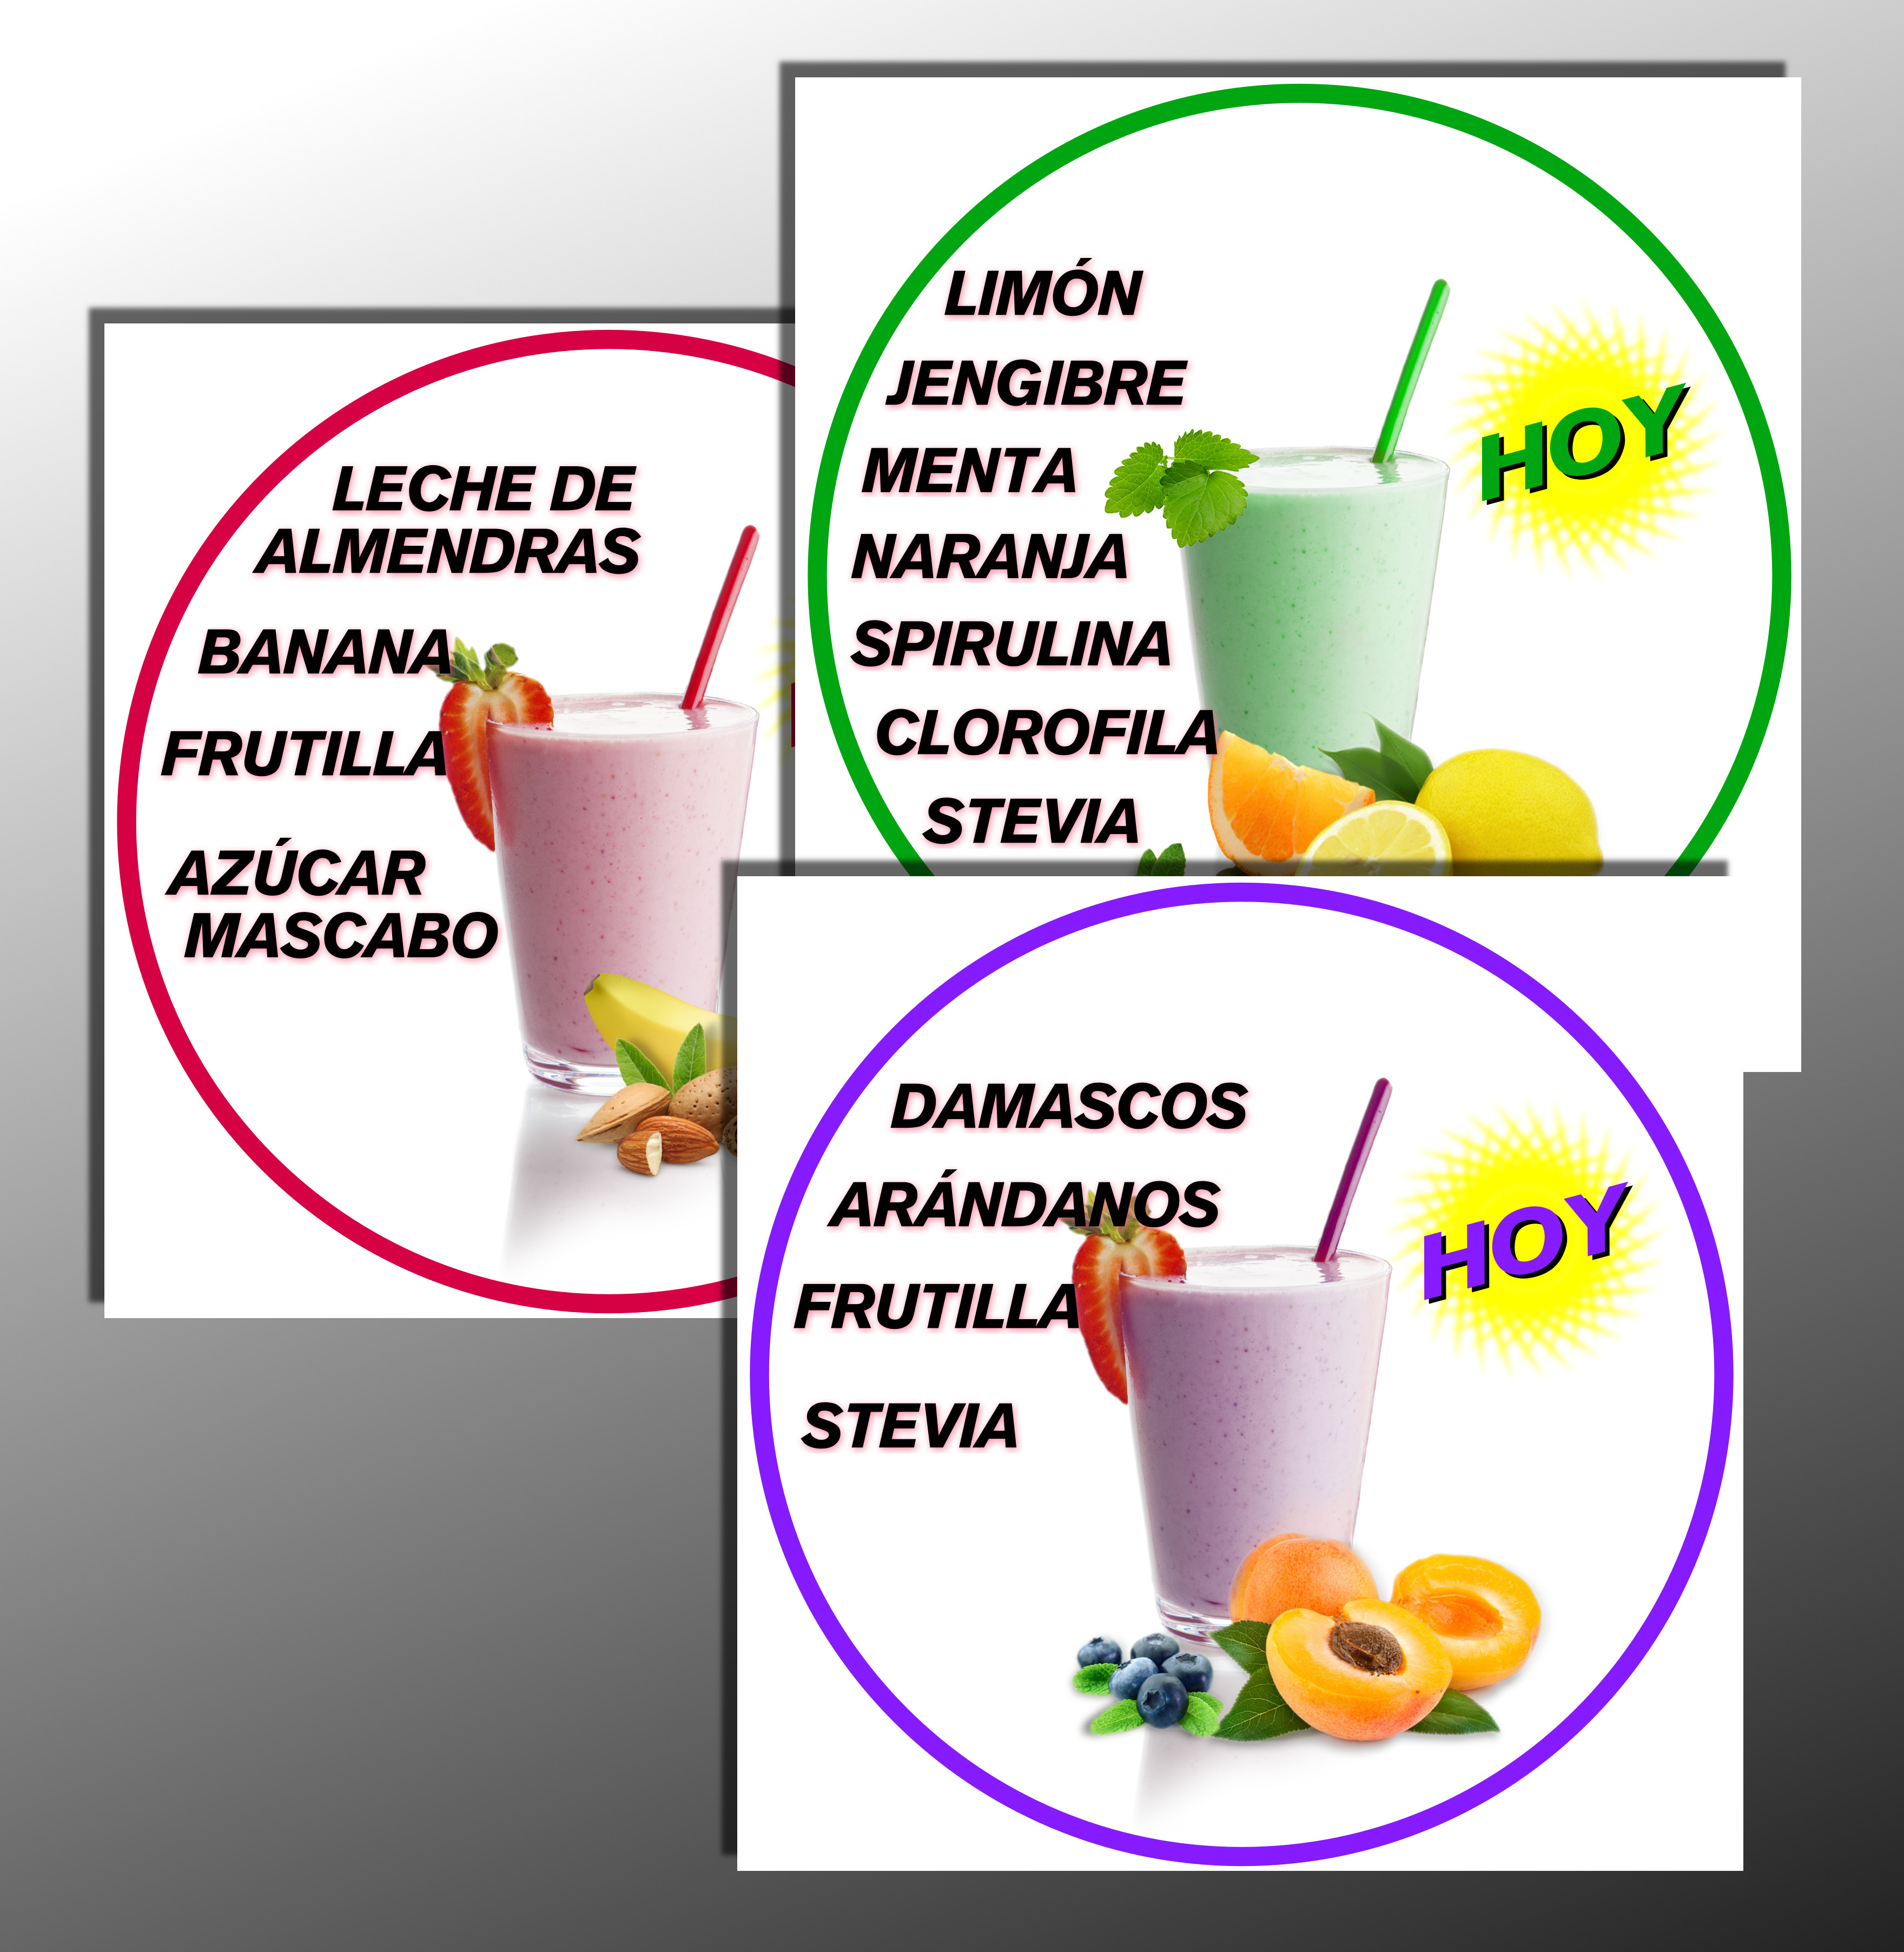 LIMÓN
JENGIBRE
MENTA
NARANJA
SPIRULINA
CLOROFILA
STEVIA
HOY
LECHE DE
ALMENDRAS
BANANA
FRUTILLA
AZÚCAR
MASCABO
DAMASCOS
ARÁNDANOS
FRUTILLA
STEVIA
HOY